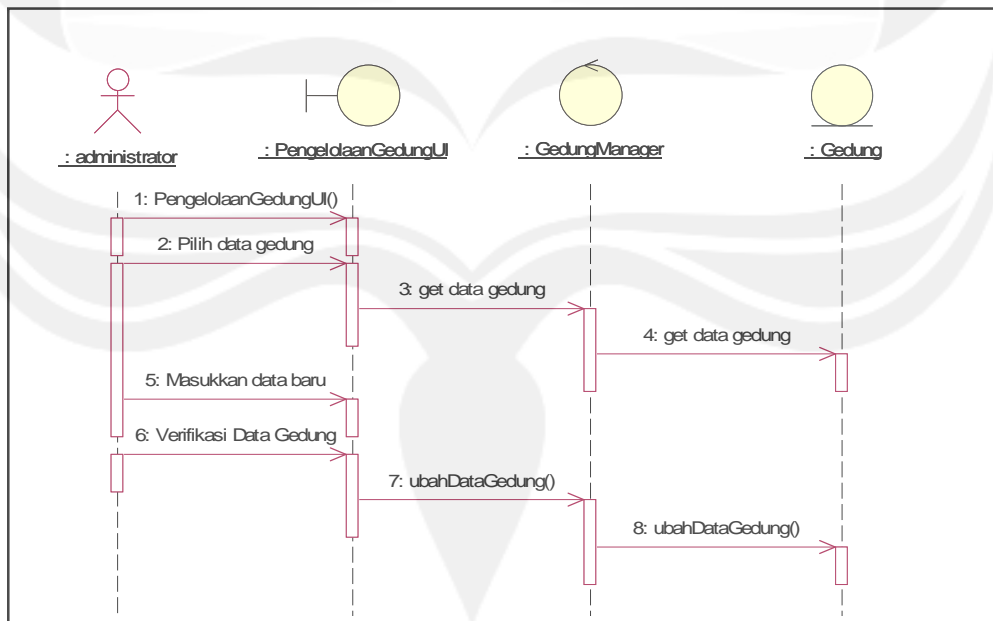 : administrator
: PengelolaanGedungUI
: GedungManager
: Gedung
1: PengelolaanGedungUI()
2: Pilih data gedung
3: get data gedung
4: get data gedung
5: Masukkan data baru
6: Verifikasi Data Gedung
7: ubahDataGedung()
8: ubahDataGedung()